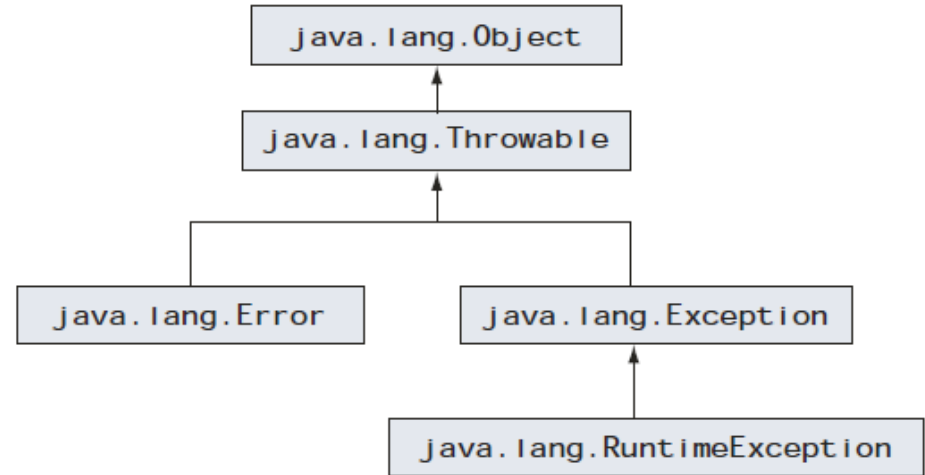 java.lang.Object
java.lang.Throwable
java.lang.Error
java.lang.Exception
java.lang.RuntimeException